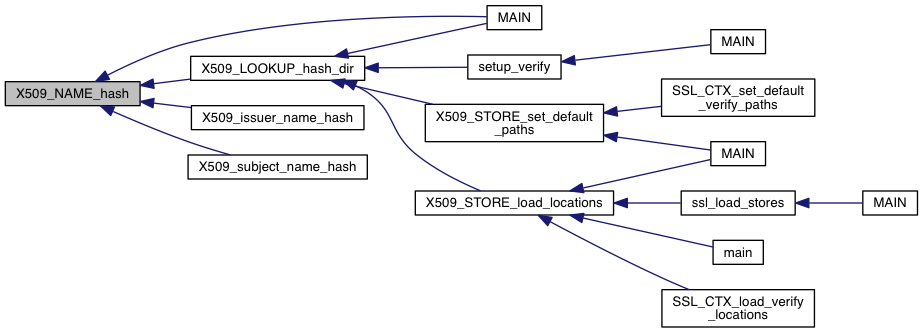 MAIN
X509_LOOKUP_hash_dir
setup_verify
MAIN
X509_NAME_hash
X509_issuer_name_hash
X509_STORE_set_default
_paths
SSL_CTX_set_default
_verify_paths
X509_subject_name_hash
MAIN
X509_STORE_load_locations
ssl_load_stores
MAIN
main
SSL_CTX_load_verify
_locations